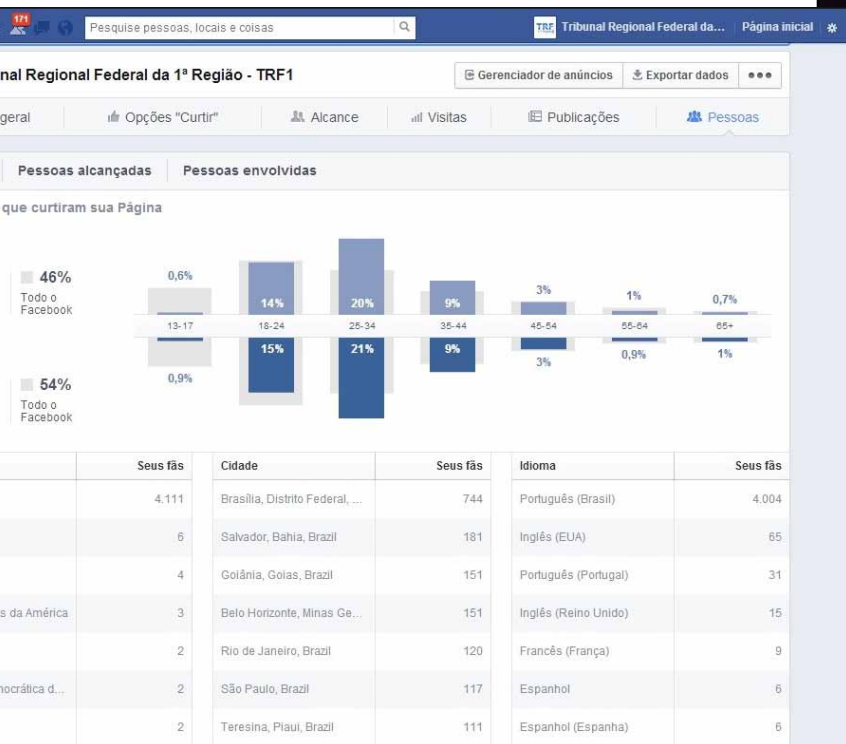 171
Pesquise pessoas, locais e coisas
TRF Tribunal Regional Federal da... Página inicial
nal Regional Federal da 1ª Região - TRF1
Gerenciador de anúncios Exportar dados
geral Opções "Curtir" Alcance Visitas Publicações Pessoas
Pessoas alcançadas Pessoas envolvidas
que curtiram sua Página
46%
Todo o
Facebook
0,6% 14% 20% 9% 3% 1% 0,7%
13-17 18-24 25-34 35-44 45-54 55-64 65+
0,9% 15% 21% 9% 3% 0,9% 1%
54%
Todo o
Facebook
Seus fãs Cidade Seus fãs Idioma Seus fãs
4.111 Brasília, Distrito Federal, ... 744 Português (Brasil) 4.004
6 Salvador, Bahia, Brazil 181 Inglês (EUA) 65
4 Goiânia, Goias, Brazil 151 Português (Portugal) 31
s da América 3 Belo Horizonte, Minas Ge... 151 Inglês (Reino Unido) 15
2 Rio de Janeiro, Brazil 120 Francês (França) 9
nocrática d... 2 São Paulo, Brazil 117 Espanhol 6
2 Teresina, Piaui, Brazil 111 Espanhol (Espanha) 6